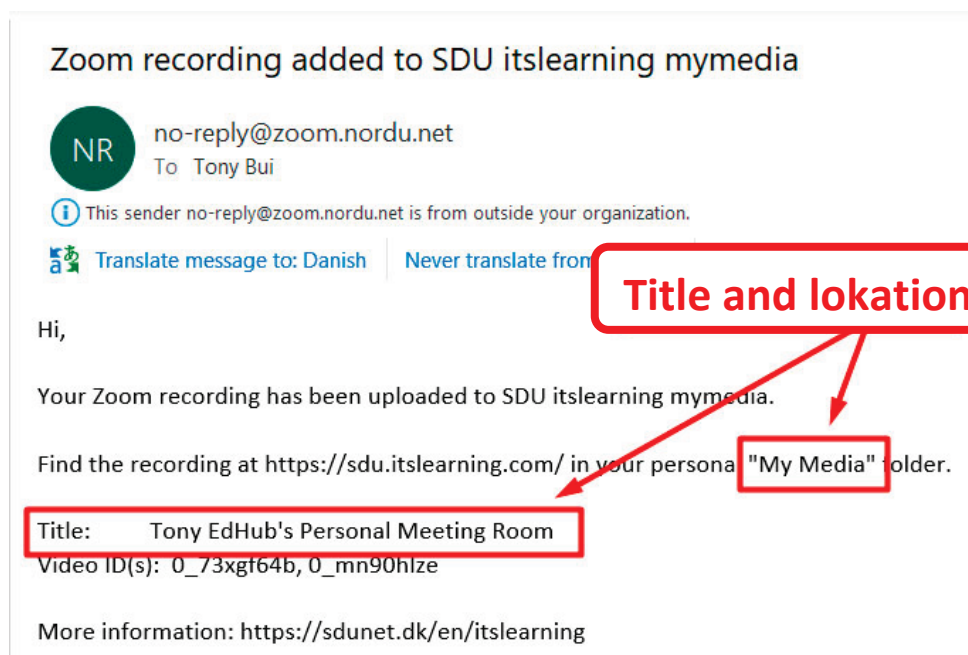 Zoom recording added to SDU itslearning mymedia
NR
no-reply@zoom.nordu.net
To Tony Bui
This sender no-reply@zoom.nordu.net is from outside your organization.
Translate message to: Danish Never translate from
Title and lokation
Hi,
Your Zoom recording has been uploaded to SDU itslearning mymedia.
Find the recording at https://sdu.itslearning.com/ in your personal "My Media" folder.
Title: Tony EdHub's Personal Meeting Room
Video ID(s): 0_73xgf64b, 0_mn90hlze
More information: https://sdunet.dk/en/itslearning